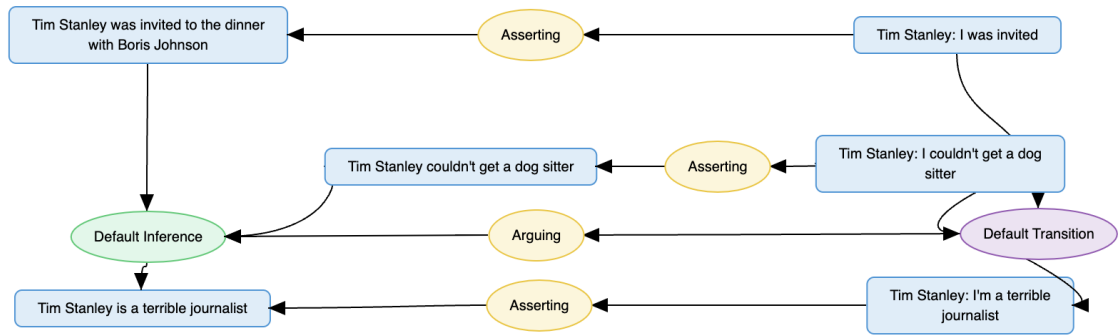 Tim Stanley was invited to the dinner
with Boris Johnson
Asserting
Tim Stanley: I was invited
Tim Stanley couldn't get a dog sitter
Asserting
Tim Stanley: I couldn't get a dog
sitter
Default Inference
Arguing
Default Transition
Tim Stanley is a terrible journalist
Asserting
Tim Stanley: I'm a terrible
journalist